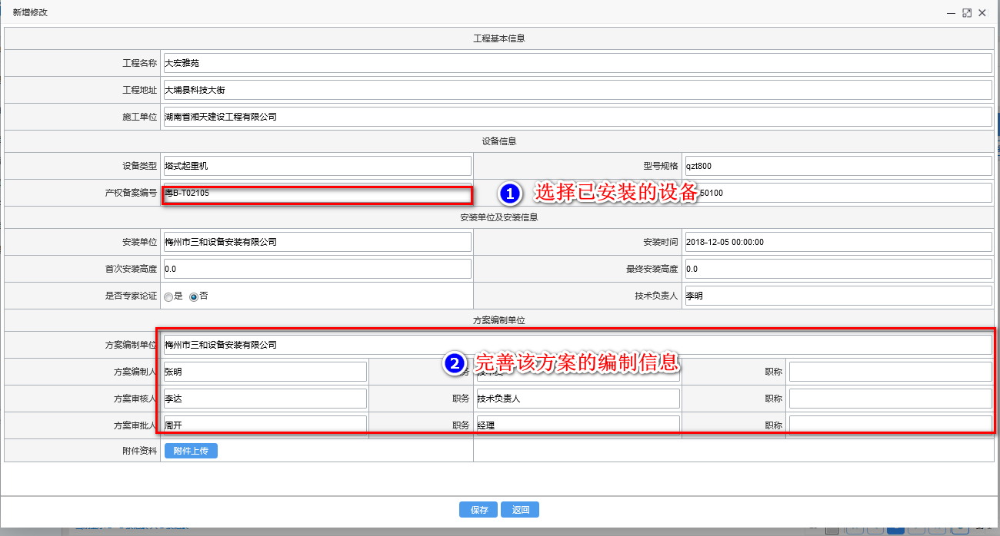 新增修改
工程基本信息
工程名称 大宏雅苑
工程地址 大埔县科技大街
施工单位 湖南省湘天建设工程有限公司
设备信息
设备类型 塔式起重机 型号规格 qzt800
产权备案编号 粤B-T02105 1 选择已安装的设备 50100
安装单位及安装信息
安装单位 梅州市三和设备安装有限公司 安装时间 2018-12-05 00:00:00
首次安装高度 0.0 最终安装高度 0.0
是否专家论证 是 否 技术负责人 李明
方案编制单位
方案编制单位 梅州市三和设备安装有限公司
方案编制人 张明 2 完善该方案的编制信息 职称
方案审核人 李达 职务 技术负责人 职称
方案审批人 周开 职务 经理 职称
附件资料 附件上传
保存 返回